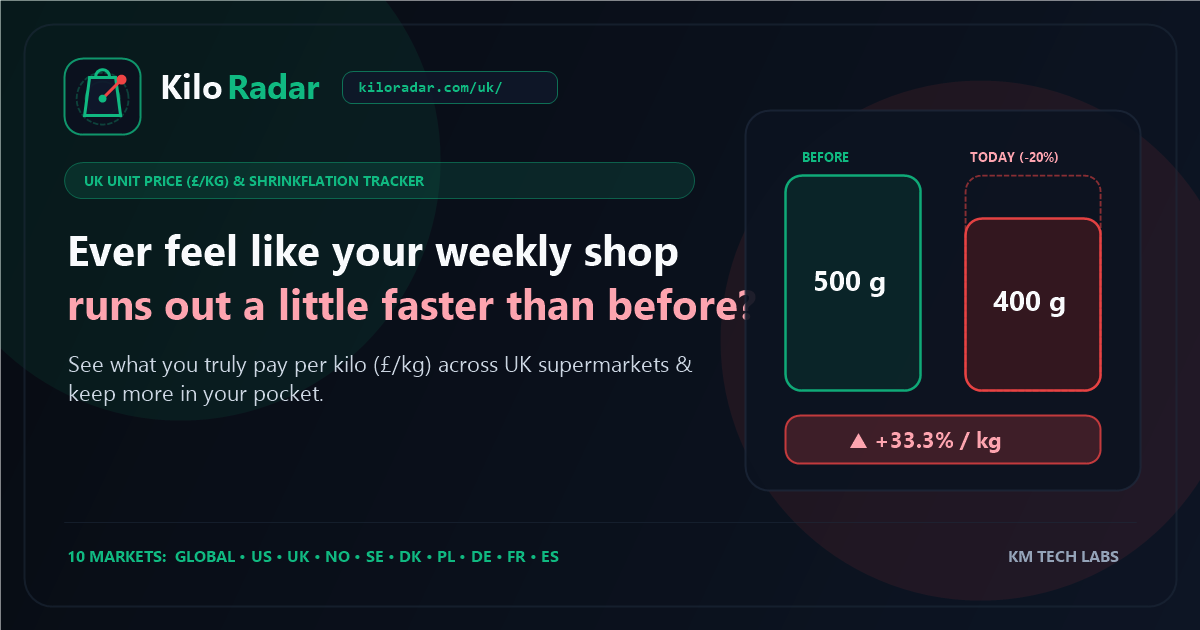 Kilo Radar
kiloradar.com/uk/
UK UNIT PRICE (£/KG) & SHRINKFLATION TRACKER
Ever feel like your weekly shop
runs out a little faster than before?
See what you truly pay per kilo (£/kg) across UK supermarkets &
keep more in your pocket.
BEFORE
TODAY (-20%)
500 g
400 g
▲ +33.3% / kg
10 MARKETS: GLOBAL • US • UK • NO • SE • DK • PL • DE • FR • ES
KM TECH LABS